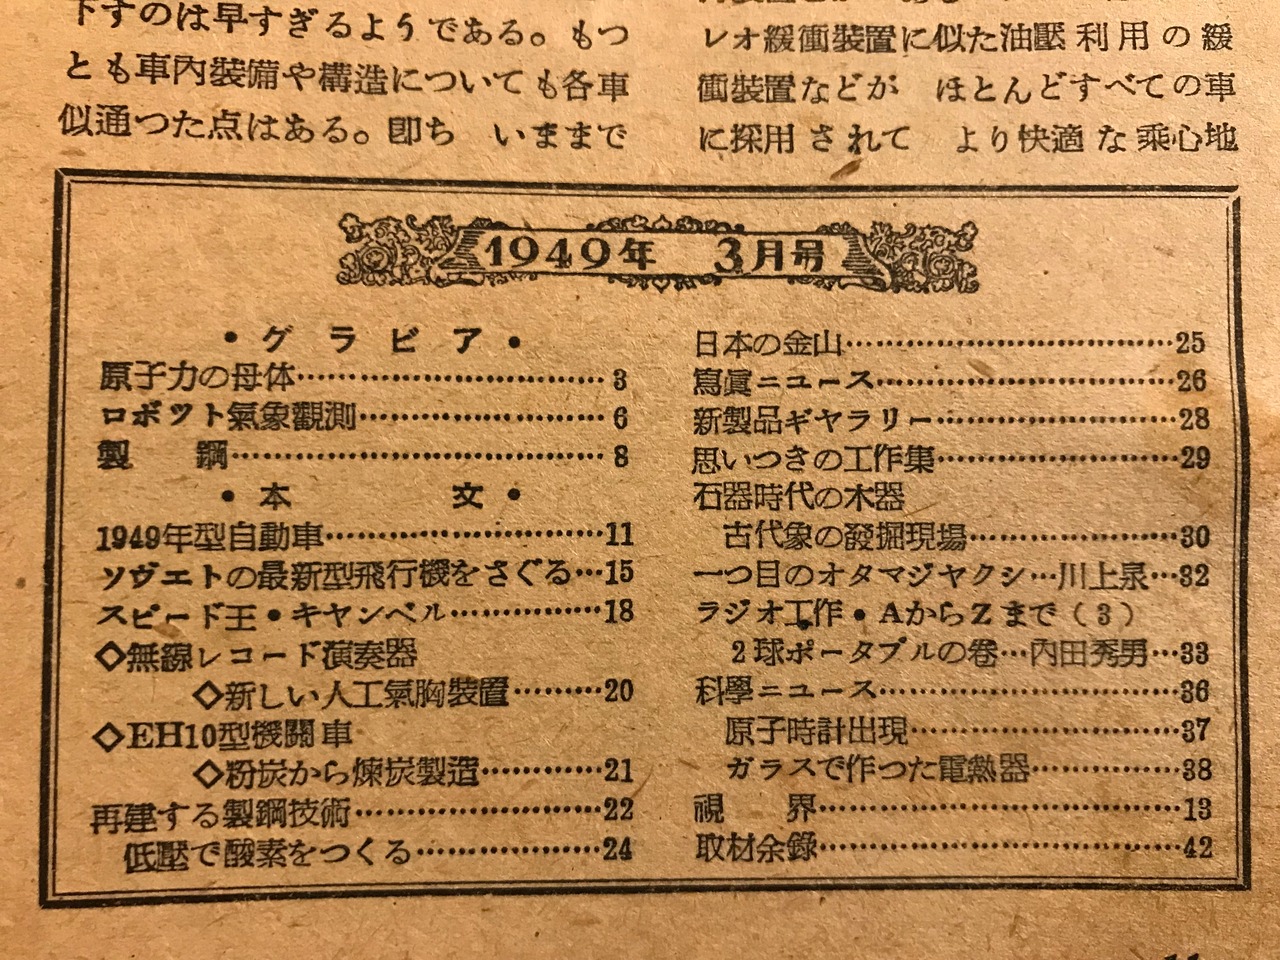 下すのは早すぎるようである。もつ
とも車内裝備や構造についても各車
似通つた点はある。即ち　いままで
レオ緩衝裝置に似た油壓利用の緩
衝裝置などが　ほとんどすべての車
に採用されて　より快適な乘心地
1949年　3月号
・グラビア・
原子力の母体…………………………3
ロボツト氣象觀測……………………6
製　　鋼………………………………8
・本　　　　文・
1949年型自動車………………………11
ソヴエトの最新型飛行機をさぐる…15
スピード王・キヤンベル……………18
◇無線レコード演奏器
◇新しい人工氣胸裝置………20
◇EH10型機關車
◇粉炭から煉炭製造…………21
再建する製鋼技術……………………22
低壓で酸素をつくる………………24
日本の金山……………………………25
寫眞ニュース…………………………26
新製品ギヤラリー……………………28
思いつきの工作集……………………29
石器時代の木器
古代象の發掘現場…………………30
一つ目のオタマジヤクシ…川上泉…32
ラジオ工作・AからZまで（3）
2球ポータブルの巻…内田秀男…33
科學ニュース…………………………36
原子時計出現………………………37
ガラスで作つた電熱器……………38
視　　界………………………………13
取材余錄………………………………42